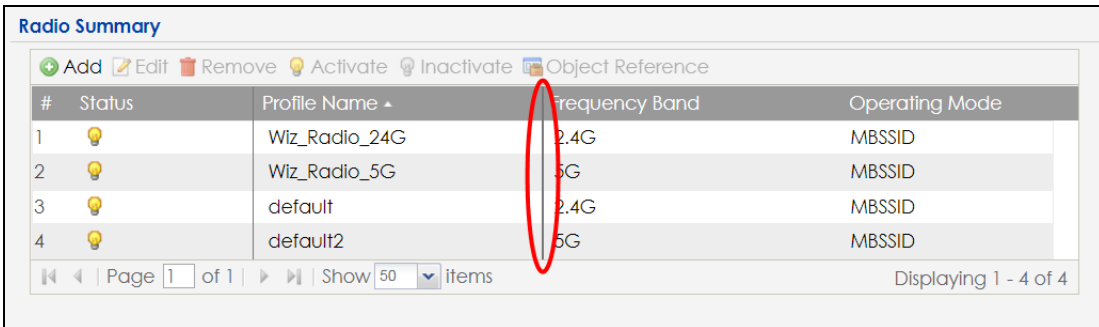 Radio Summary
Add Edit Remove Activate Inactivate Object Reference
# Status Profile Name Frequency Band Operating Mode
1 Wiz_Radio_24G 2.4G MBSSID
2 Wiz_Radio_5G 5G MBSSID
3 default 2.4G MBSSID
4 default2 5G MBSSID
Page 1 of 1 Show 50 items Displaying 1 - 4 of 4